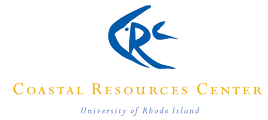 CRC
COASTAL RESOURCES CENTER
University of Rhode Island